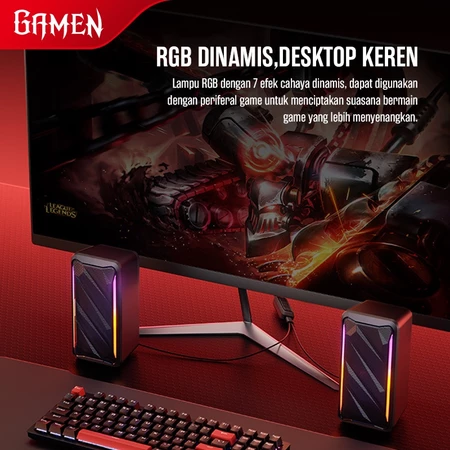 GAMEN
RGB DINAMIS,DESKTOP KEREN
Lampu RGB dengan 7 efek cahaya dinamis, dapat digunakan
dengan periferal game untuk menciptakan suasana bermain
game yang lebih menyenangkan.
LEAGUE OF
LEGENDS